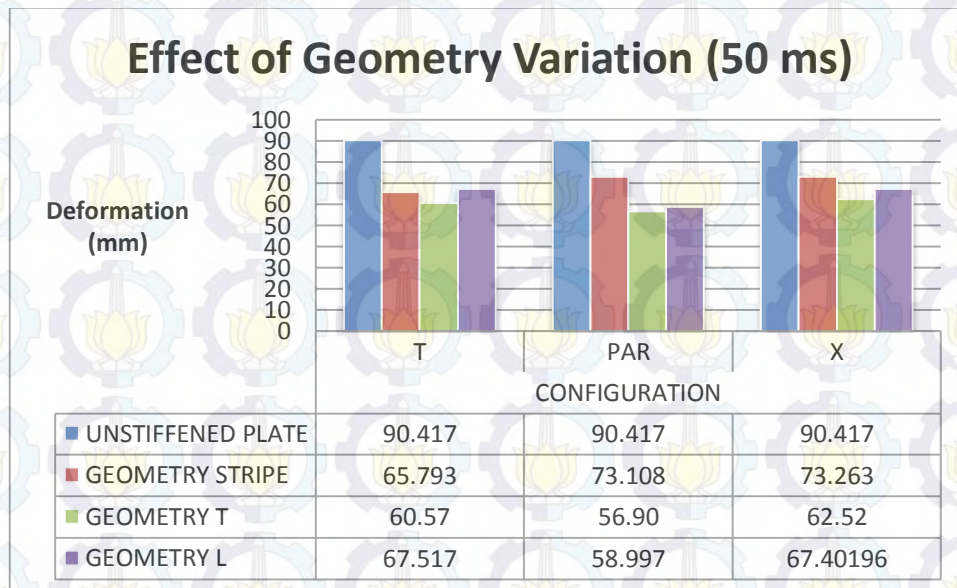 Effect of Geometry Variation (50 ms)
Deformation
(mm)
100
90
80
70
60
50
40
30
20
10
0
T PAR X
CONFIGURATION
UNSTIFFENED PLATE 90.417 90.417 90.417
GEOMETRY STRIPE 65.793 73.108 73.263
GEOMETRY T 60.57 56.90 62.52
GEOMETRY L 67.517 58.997 67.40196